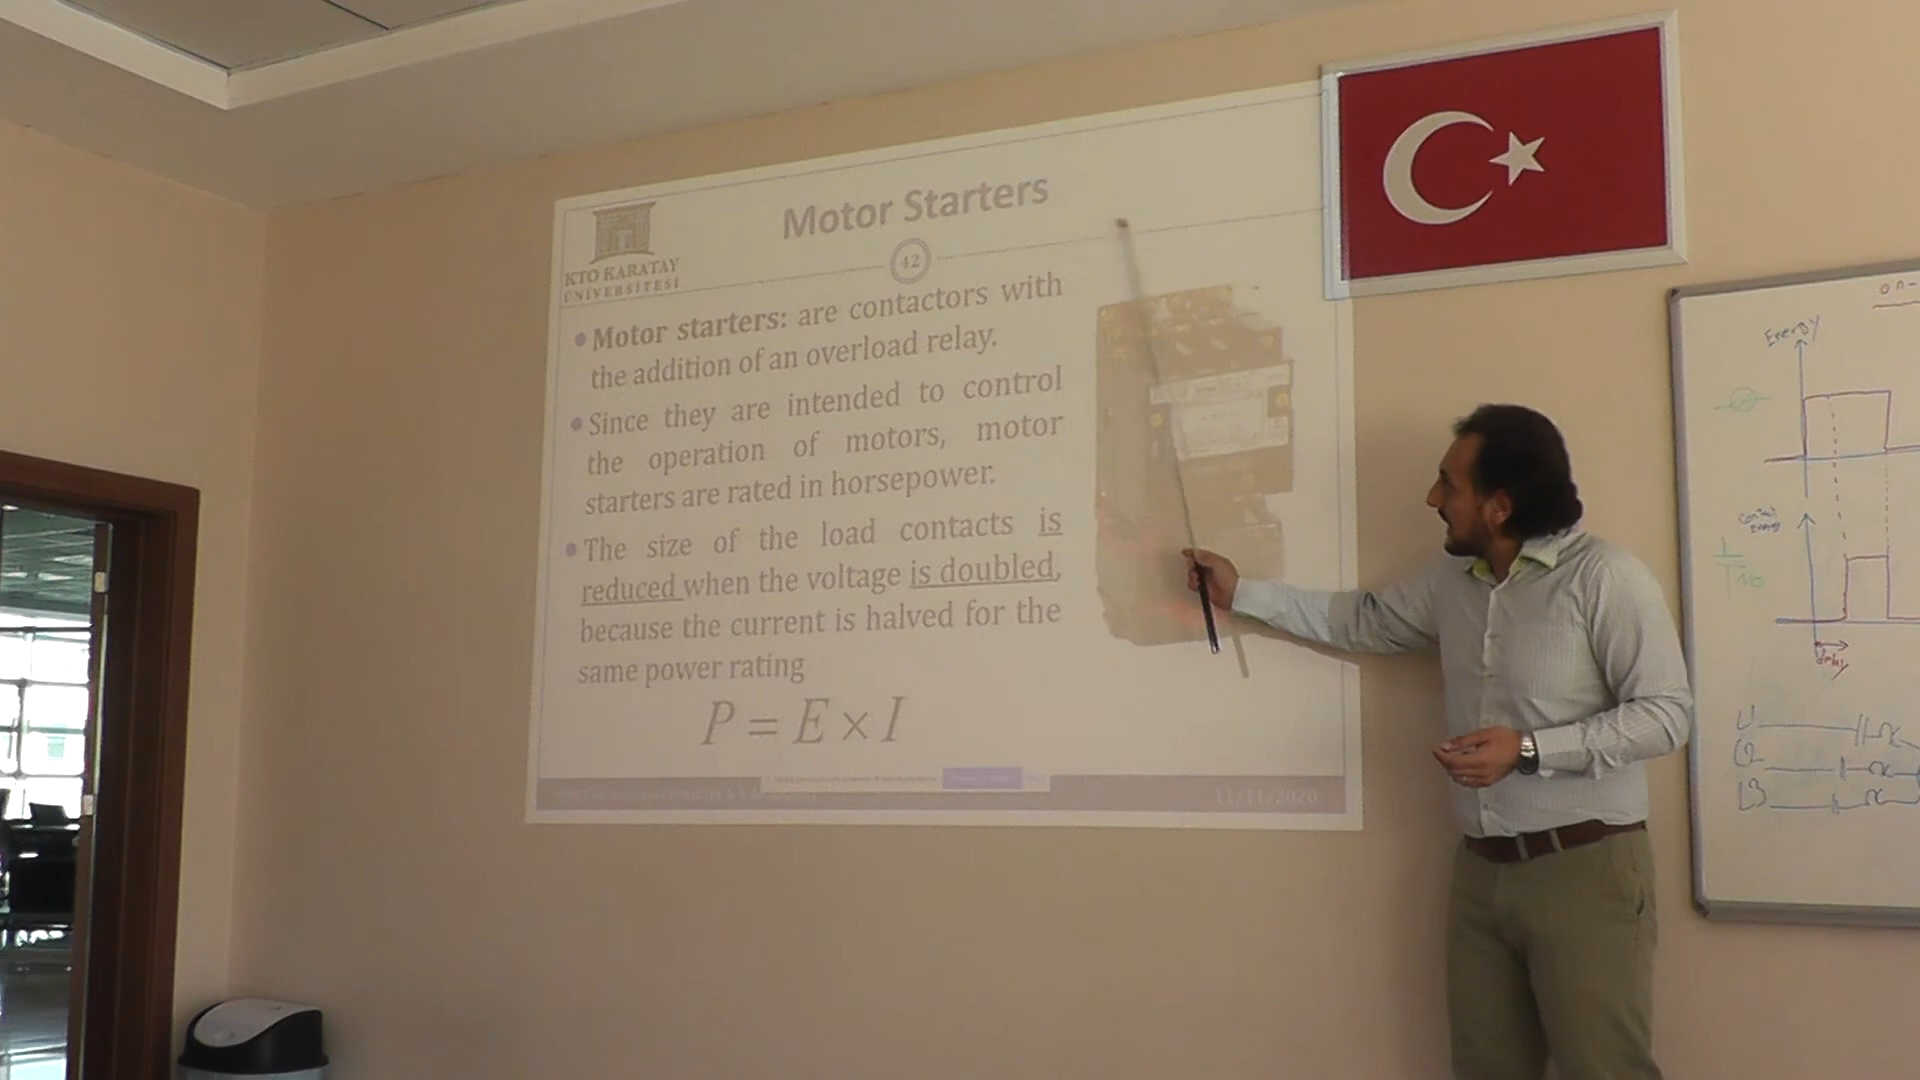 Motor Starters
42
KTO KARATAY
ÜNİVERSİTESİ
Motor starters: are contactors with
the addition of an overload relay.
Since they are intended to control
the operation of motors, motor
starters are rated in horsepower.
The size of the load contacts is
reduced when the voltage is doubled,
because the current is halved for the
same power rating
P = E × I
11/11/2020
on-
Energy
Contact
Energy
delay
L1
L2
L3